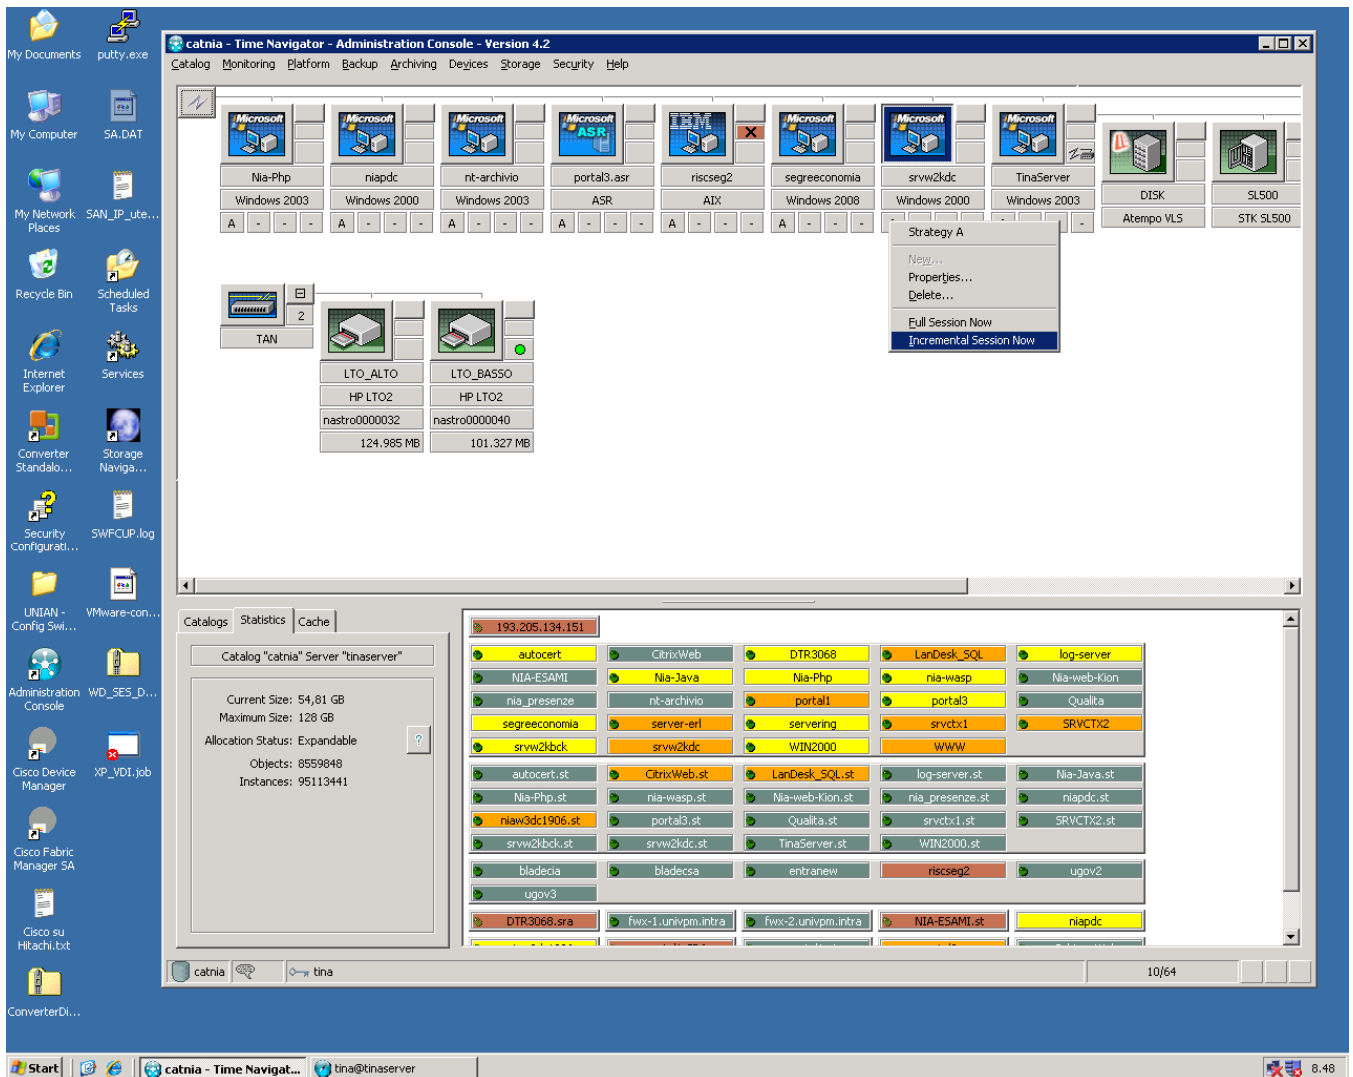 My Documents
putty.exe
My Computer
SA.DAT
My Network Places
SAN_IP_ute...
Recycle Bin
Scheduled Tasks
Internet Explorer
Services
Converter Standalo...
Storage Naviga...
Security Configurati...
SWFCUP.log
UNIAN - Config Swi...
VMware-con...
Administration Console
WD_SES_D...
Cisco Device Manager
XP_VDI.job
Cisco Fabric Manager SA
Cisco su Hitachi.txt
ConverterDi...
catnia - Time Navigator - Administration Console - Version 4.2
Catalog Monitoring Platform Backup Archiving Devices Storage Security Help
Microsoft Microsoft Microsoft Microsoft ASR IBM Microsoft Microsoft Microsoft
Nia-Php niapdc nt-archivio portal3.asr riscseg2 segreeconomia srvw2kdc TinaServer DISK SL500
Windows 2003 Windows 2000 Windows 2003 ASR AIX Windows 2008 Windows 2000 Windows 2003 Atempo VLS STK SL500
A - - - A - - - A - - - A - - - A - - - A - - - -
Strategy A
New...
Properties...
Delete...
Full Session Now
Incremental Session Now
2
TAN
LTO_ALTO LTO_BASSO
HP LTO2 HP LTO2
nastro0000032 nastro0000040
124.985 MB 101.327 MB
Catalogs Statistics Cache
Catalog "catnia" Server "tinaserver"
Current Size: 54,81 GB
Maximum Size: 128 GB
Allocation Status: Expandable
?
Objects: 8559848
Instances: 95113441
193.205.134.151
autocert CitrixWeb DTR3068 LanDesk_SQL log-server
NIA-ESAMI Nia-Java Nia-Php nia-wasp Nia-web-Kion
nia_presenze nt-archivio portal1 portal3 Qualita
segreeconomia server-erl servering srvctx1 SRVCTX2
srvw2kbck srvw2kdc WIN2000 WWW
autocert.st CitrixWeb.st LanDesk_SQL.st log-server.st Nia-Java.st
Nia-Php.st nia-wasp.st Nia-web-Kion.st nia_presenze.st niapdc.st
niaw3dc1906.st portal3.st Qualita.st srvctx1.st SRVCTX2.st
srvw2kbck.st srvw2kdc.st TinaServer.st WIN2000.st
bladecia bladecsa entranew riscseg2 ugov2
ugov3
DTR3068.sra fwx-1.univpm.intra fwx-2.univpm.intra NIA-ESAMI.st niapdc
catnia tina 10/64
Start catnia - Time Navigat... tina@tinaserver 8.48